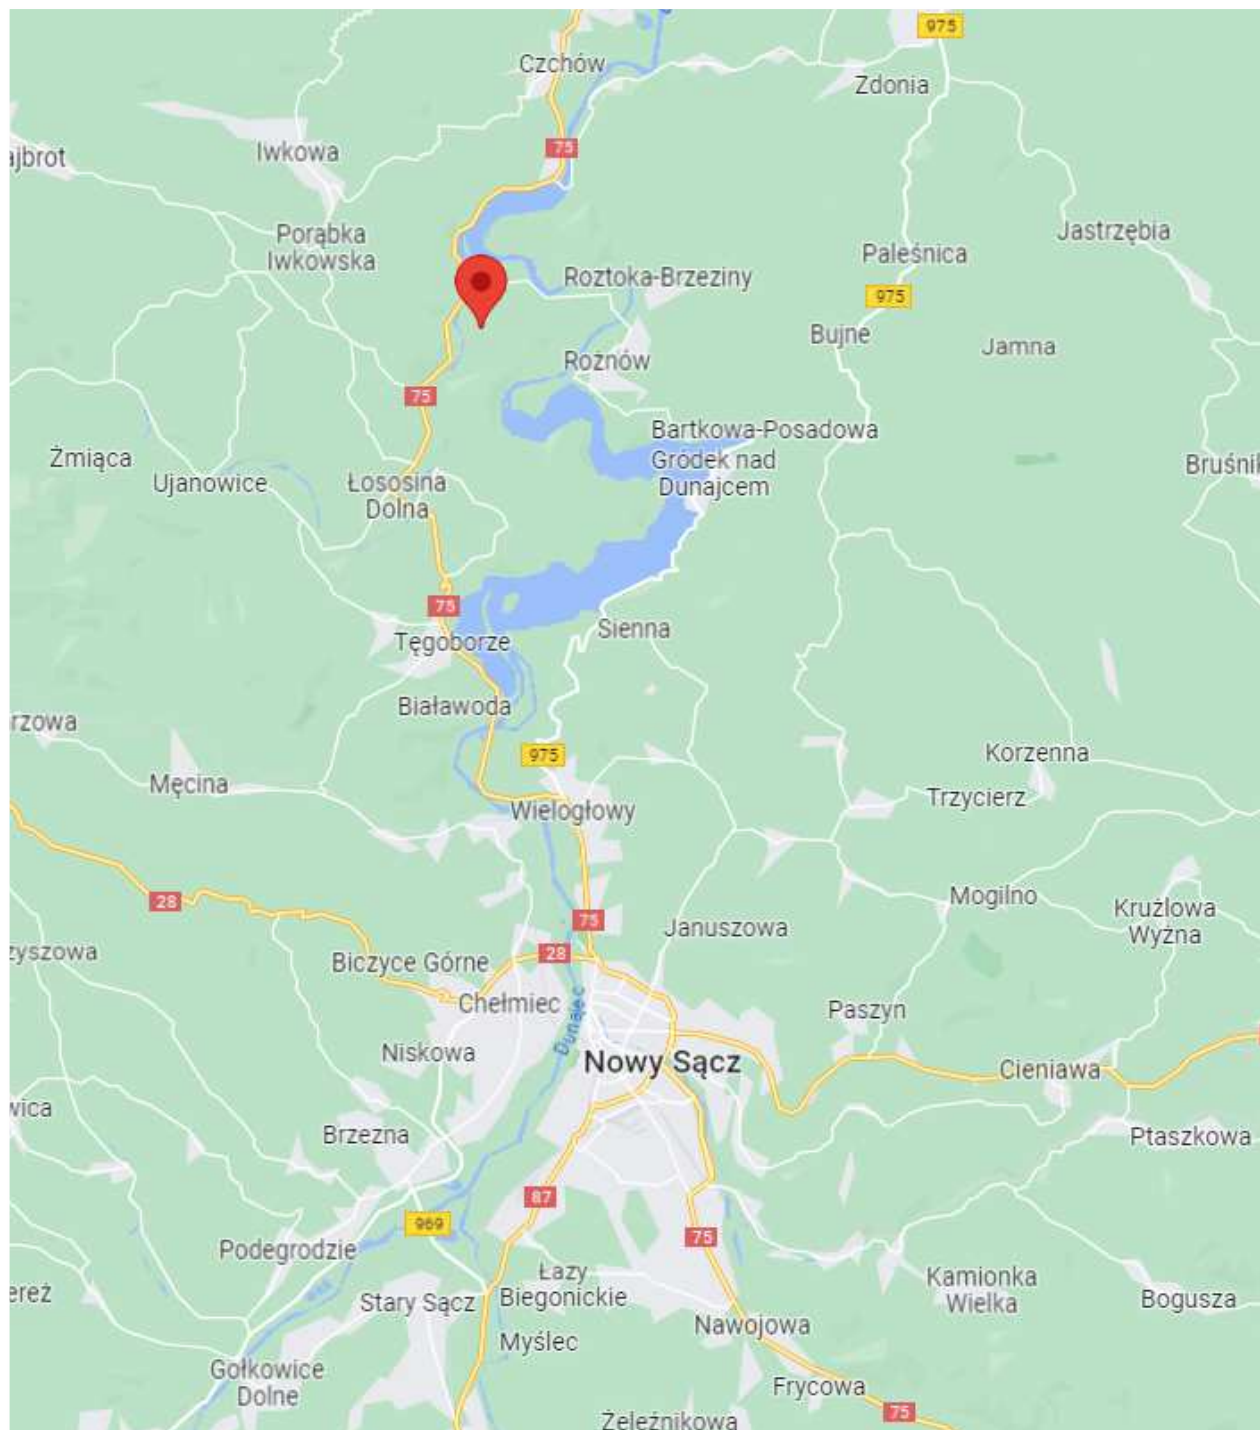 975
Czchów
Zdonia
75
Iwkowa
ajbrot
Jastrzębia
Porąbka
Iwkowska
Paleśnica
Roztoka-Brzeziny
975
Bujne
Jamna
Rożnów
75
Bartkowa-Posadowa
Żmiąca
Gródek nad
Dunajcem
Bruśnik
Ujanowice
Łososina
Dolna
75
Sienna
Tęgoborze
Białawoda
rzowa
975
Korzenna
Męcina
Trzycierz
Wielogłowy
28
Mogilno
Krużlowa
Wyżna
75
Januszowa
zyszowa
28
Biczyce Górne
Chełmiec
Paszyn
Dunajec
Niskowa
Nowy Sącz
Cieniawa
wica
Brzezna
Ptaszkowa
87
969
75
Podegrodzie
Łazy
Biegonickie
Kamionka
Wielka
ereż
Stary Sącz
Bogusza
Nawojowa
Myślec
Gołkowice
Dolne
Frycowa
75
Żeleźnikowa